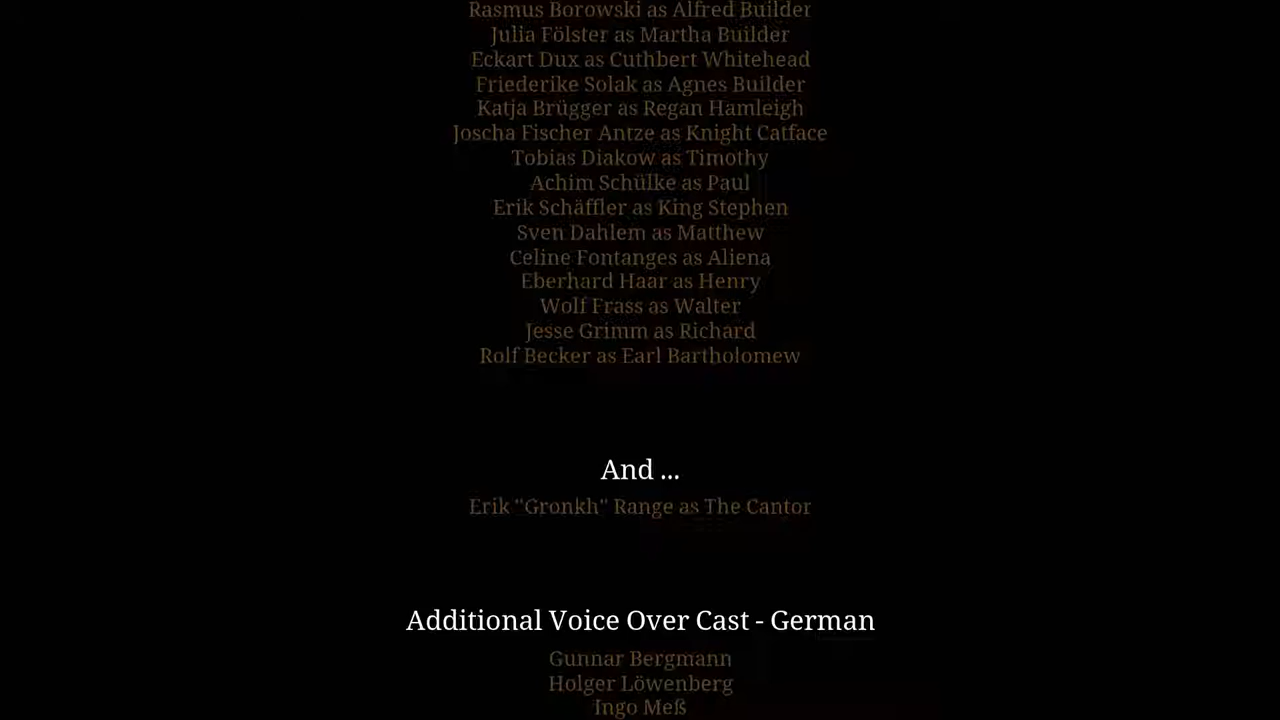 Rasmus Borowski as Alfred Builder
Julia Fölster as Martha Builder
Eckart Dux as Cuthbert Whitehead
Friederike Solak as Agnes Builder
Katja Brügger as Regan Hamleigh
Joscha Fischer Antze as Knight Catface
Tobias Diakow as Timothy
Achim Schülke as Paul
Erik Schäffler as King Stephen
Sven Dahlem as Matthew
Celine Fontanges as Aliena
Eberhard Haar as Henry
Wolf Frass as Walter
Jesse Grimm as Richard
Rolf Becker as Earl Bartholomew
And ...
Erik "Gronkh" Range as The Cantor
Additional Voice Over Cast - German
Gunnar Bergmann
Holger Löwenberg
Ingo Meß